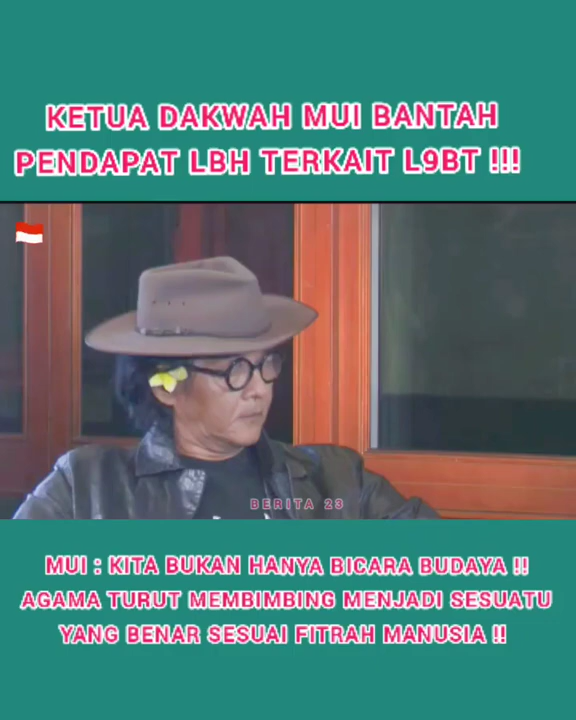 KETUA DAKWAH MUI BANTAH
PENDAPAT LBH TERKAIT L9BT !!!
BERITA 23
MUI : KITA BUKAN HANYA BICARA BUDAYA !!
AGAMA TURUT MEMBIMBING MENJADI SESUATU
YANG BENAR SESUAI FITRAH MANUSIA !!